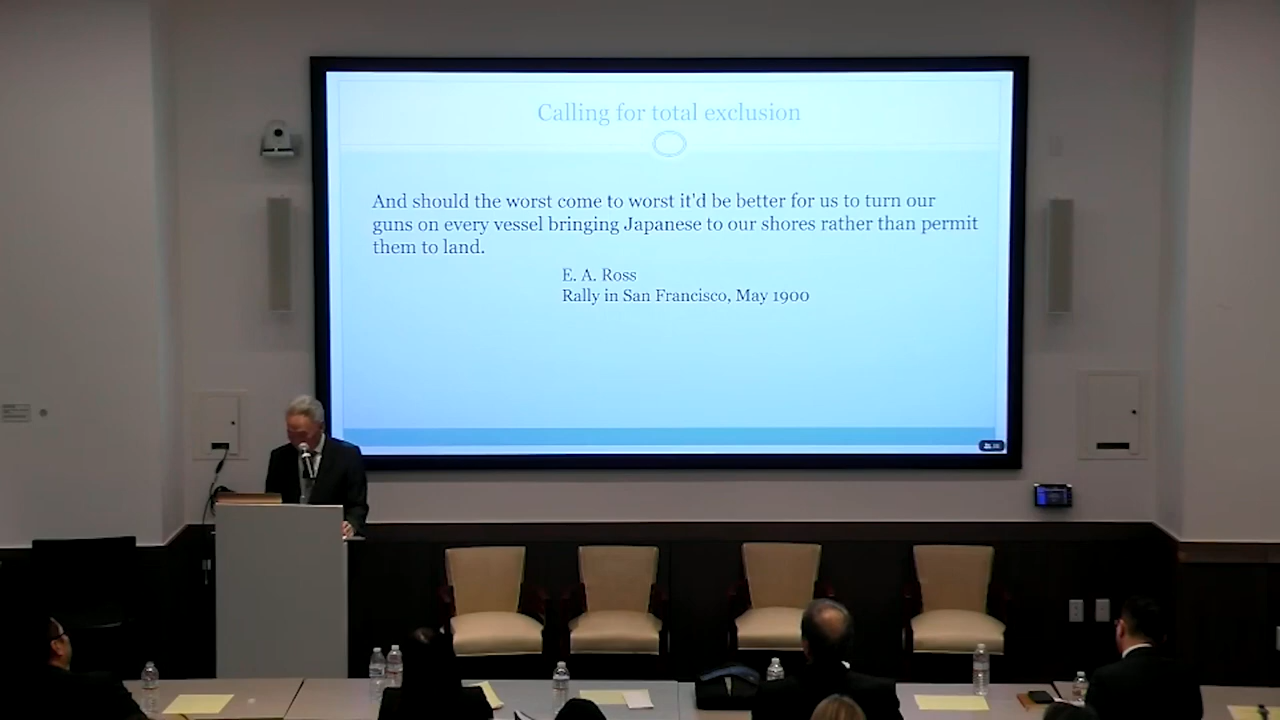 Calling for total exclusion
And should the worst come to worst it'd be better for us to turn our
guns on every vessel bringing Japanese to our shores rather than permit
them to land.
E. A. Ross
Rally in San Francisco, May 1900